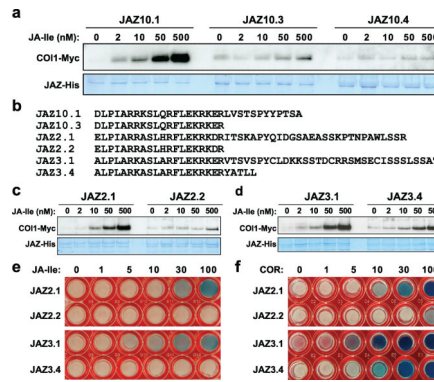 a
JAZ10.1 JAZ10.3 JAZ10.4
JA-Ile (nM): 0 2 10 50 500 0 2 10 50 500 0 2 10 50 500
COI1-Myc
JAZ-His
b
JAZ10.1 DLPIARRKSLQRFLEKRKERLVSTSPYYPTSA
JAZ10.3 DLPIARRKSLQRFLEKRKER
JAZ2.1 ELPIARRASLHRFLEKRKDRITSKAPYQIDGSAEASSKPTNPAWLSSR
JAZ2.2 ELPIARRASLHRFLEKRKDR
JAZ3.1 ALPLARKASLARFLEKRKERVTSVSPYCLDKKSSTDCRRMSECISSSLSSAT
JAZ3.4 ALPLARKASLARFLEKRKERYATLL
c d
JAZ2.1 JAZ2.2 JAZ3.1 JAZ3.4
JA-Ile (nM): 0 2 10 50 500 0 2 10 50 500 JA-Ile (nM): 0 2 10 50 500 0 2 10 50 500
COI1-Myc COI1-Myc
JAZ-His JAZ-His
e f
JA-Ile: 0 1 5 10 30 100 COR: 0 1 5 10 30 100
JAZ2.1 JAZ2.1
JAZ2.2 JAZ2.2
JAZ3.1 JAZ3.1
JAZ3.4 JAZ3.4